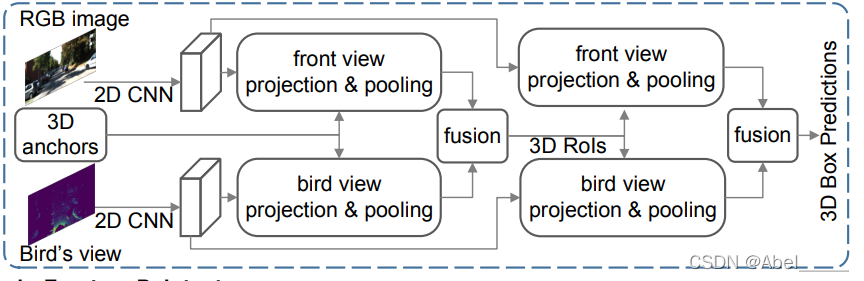 RGB image
2D CNN
front view
projection & pooling
front view
projection & pooling
3D
anchors
fusion
3D RoIs
fusion
3D Box Predictions
bird view
projection & pooling
bird view
projection & pooling
2D CNN
Bird's view
CSDN @Abel